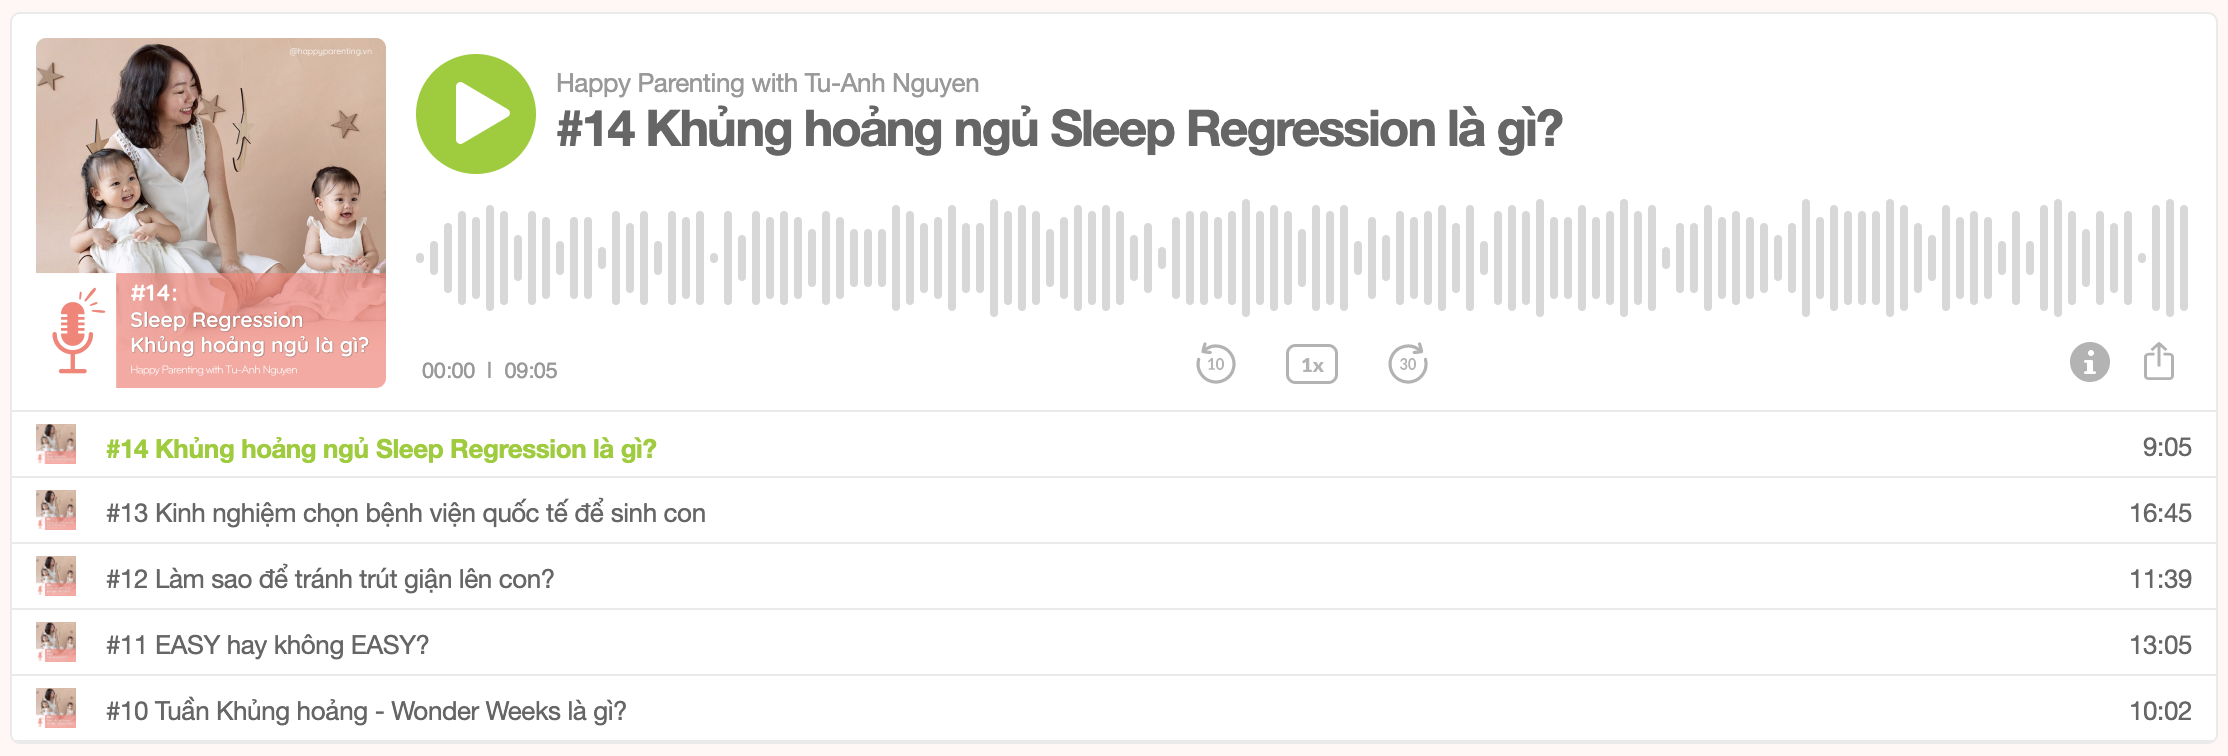 @happyparenting.vn
#14:
Sleep Regression
Khủng hoảng ngủ là gì?
Happy Parenting with Tu-Anh Nguyen
Happy Parenting with Tu-Anh Nguyen
#14 Khủng hoảng ngủ Sleep Regression là gì?
00:00 | 09:05
10
1x
30
#14 Khủng hoảng ngủ Sleep Regression là gì? 9:05
#13 Kinh nghiệm chọn bệnh viện quốc tế để sinh con 16:45
#12 Làm sao để tránh trút giận lên con? 11:39
#11 EASY hay không EASY? 13:05
#10 Tuần Khủng hoảng - Wonder Weeks là gì? 10:02